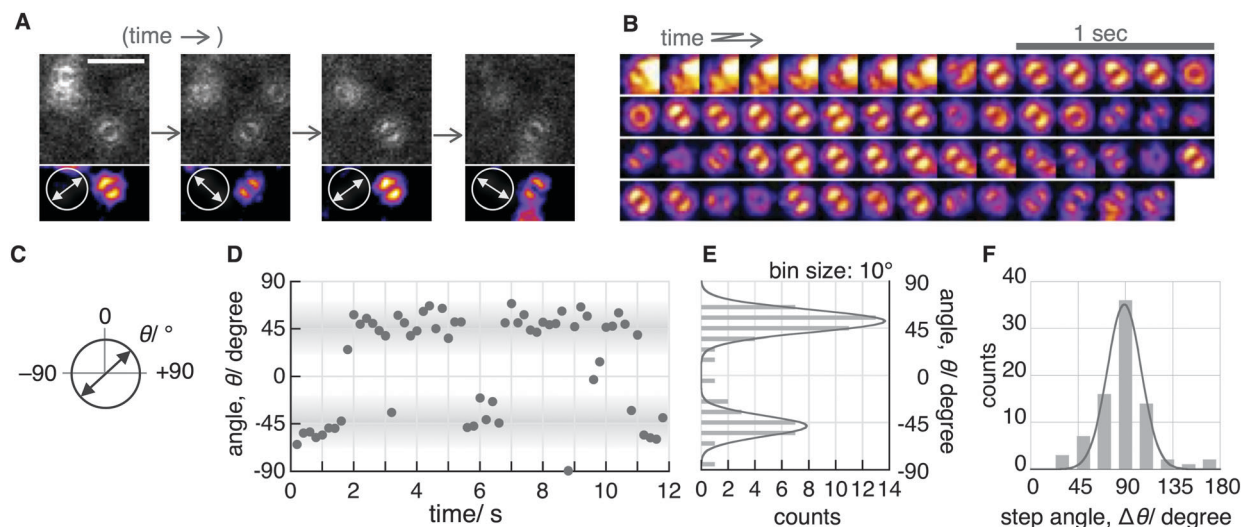 A
(time → )
B
time
1 sec
C
0
θ/ °
–90
+90
D
90
45
0
-45
-90
angle, θ/ degree
0
2
4
6
8
10
12
time/ s
E
bin size: 10°
90
45
0
-45
-90
angle, θ/ degree
0 2 4 6 8 10 12 14
counts
F
40
30
20
10
0
counts
0
45
90
135
180
step angle, Δθ/ degree